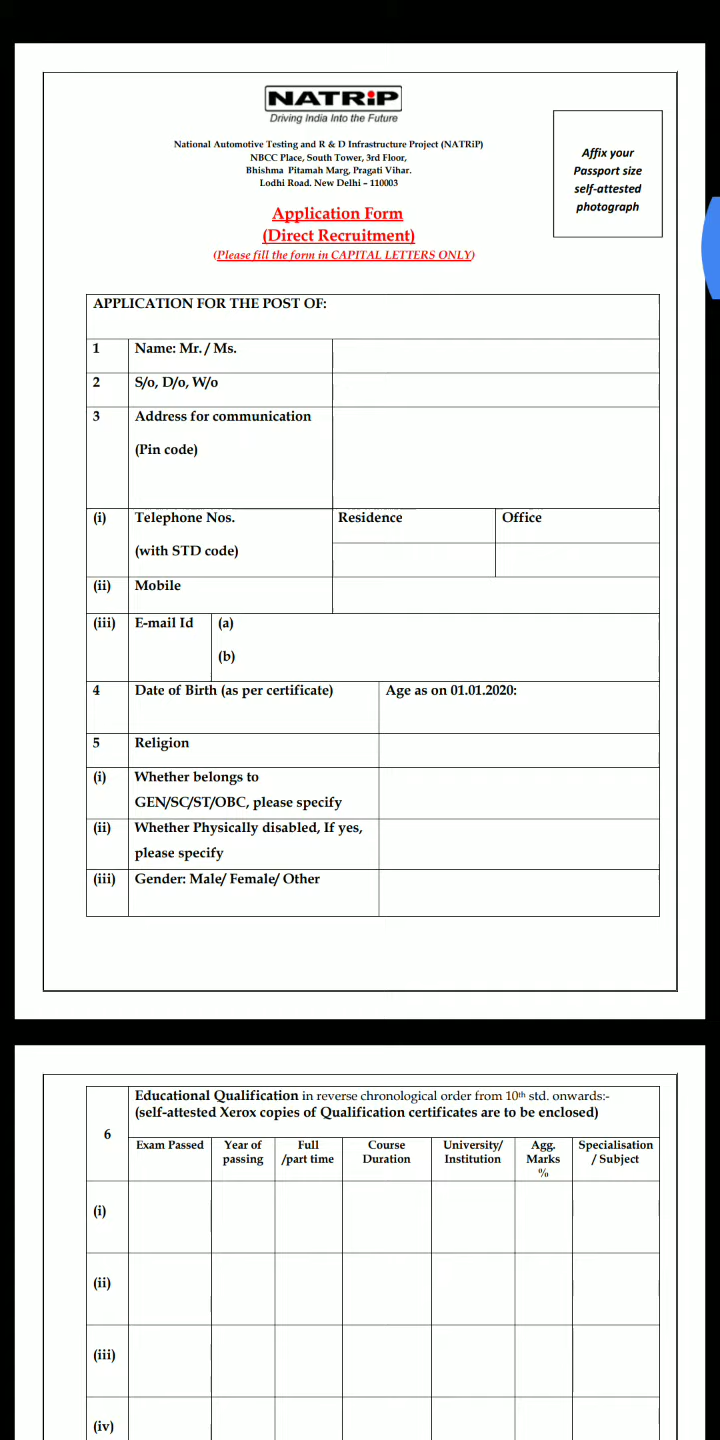 NATRiP
Driving India Into the Future
National Automotive Testing and R & D Infrastructure Project (NATRiP)
NBCC Place, South Tower, 3rd Floor,
Bhishma Pitamah Marg, Pragati Vihar.
Lodhi Road. New Delhi – 110003
Affix your
Passport size
self-attested
photograph
Application Form
(Direct Recruitment)
(Please fill the form in CAPITAL LETTERS ONLY)
APPLICATION FOR THE POST OF:
1 Name: Mr. / Ms.
2 S/o, D/o, W/o
3 Address for communication
(Pin code)
(i) Telephone Nos. Residence Office
(with STD code)
(ii) Mobile
(iii) E-mail Id (a)
(b)
4 Date of Birth (as per certificate) Age as on 01.01.2020:
5 Religion
(i) Whether belongs to
GEN/SC/ST/OBC, please specify
(ii) Whether Physically disabled, If yes,
please specify
(iii) Gender: Male/ Female/ Other
6 Educational Qualification in reverse chronological order from 10th std. onwards:-
(self-attested Xerox copies of Qualification certificates are to be enclosed)
Exam Passed Year of Full Course University/ Agg. Specialisation
passing /part time Duration Institution Marks / Subject
%
(i)
(ii)
(iii)
(iv)